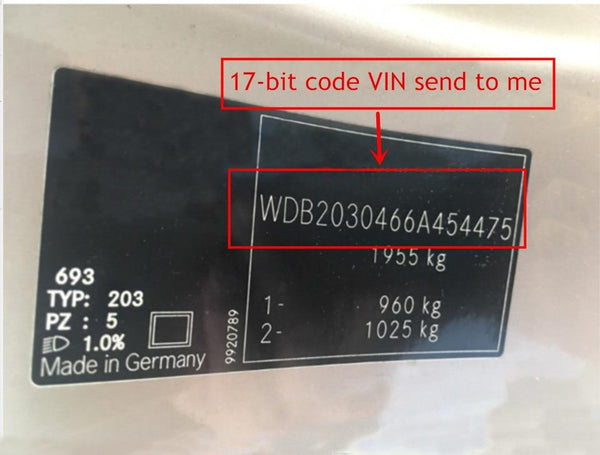 17-bit code VIN send to me
WDB2030466A454475
1955 kg
1- 960 kg
2- 1025 kg
693
TYP: 203
PZ : 5
1.0%
Made in Germany
9920789